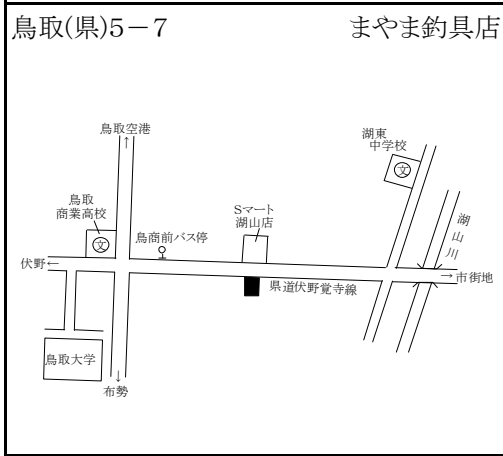 鳥取(県)5−7 まやま釣具店
鳥取空港
↑
湖東
中学校
文
鳥取
商業高校
文
Sマート
湖山店
鳥商前バス停
湖山川
伏野←
→市街地
県道伏野覚寺線
鳥取大学
↓
布勢